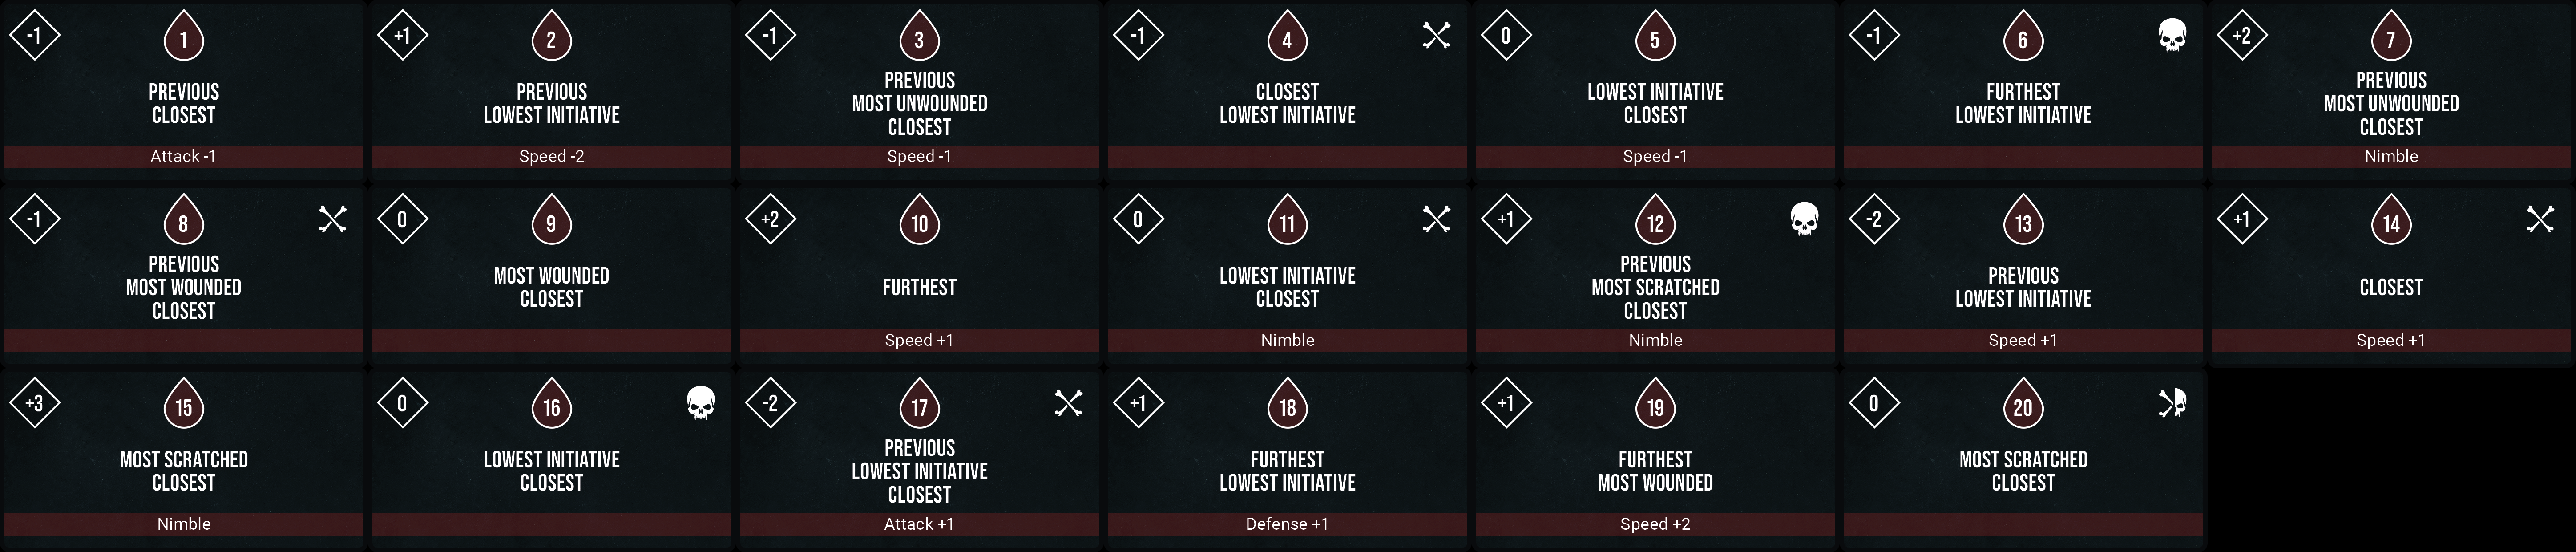 -1
1
PREVIOUS
CLOSEST
Attack -1
+1
2
PREVIOUS
LOWEST INITIATIVE
Speed -2
-1
3
PREVIOUS
MOST UNWOUNDED
CLOSEST
Speed -1
-1
4
CLOSEST
LOWEST INITIATIVE
0
5
LOWEST INITIATIVE
CLOSEST
Speed -1
-1
6
FURTHEST
LOWEST INITIATIVE
+2
7
PREVIOUS
MOST UNWOUNDED
CLOSEST
Nimble
-1
8
PREVIOUS
MOST WOUNDED
CLOSEST
0
9
MOST WOUNDED
CLOSEST
+2
10
FURTHEST
Speed +1
0
11
LOWEST INITIATIVE
CLOSEST
Nimble
+1
12
PREVIOUS
MOST SCRATCHED
CLOSEST
Nimble
-2
13
PREVIOUS
LOWEST INITIATIVE
Speed +1
+1
14
CLOSEST
Speed +1
+3
15
MOST SCRATCHED
CLOSEST
Nimble
0
16
LOWEST INITIATIVE
CLOSEST
-2
17
PREVIOUS
LOWEST INITIATIVE
CLOSEST
Attack +1
+1
18
FURTHEST
LOWEST INITIATIVE
Defense +1
+1
19
FURTHEST
MOST WOUNDED
Speed +2
0
20
MOST SCRATCHED
CLOSEST